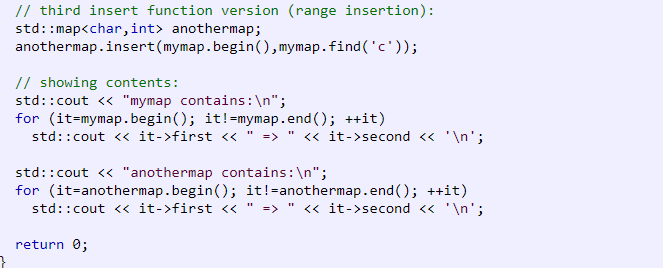 // third insert function version (range insertion):
std::map<char,int> anothermap;
anothermap.insert(mymap.begin(),mymap.find('c'));
// showing contents:
std::cout << "mymap contains:\n";
for (it=mymap.begin(); it!=mymap.end(); ++it)
std::cout << it->first << " => " << it->second << '\n';
std::cout << "anothermap contains:\n";
for (it=anothermap.begin(); it!=anothermap.end(); ++it)
std::cout << it->first << " => " << it->second << '\n';
return 0;
}